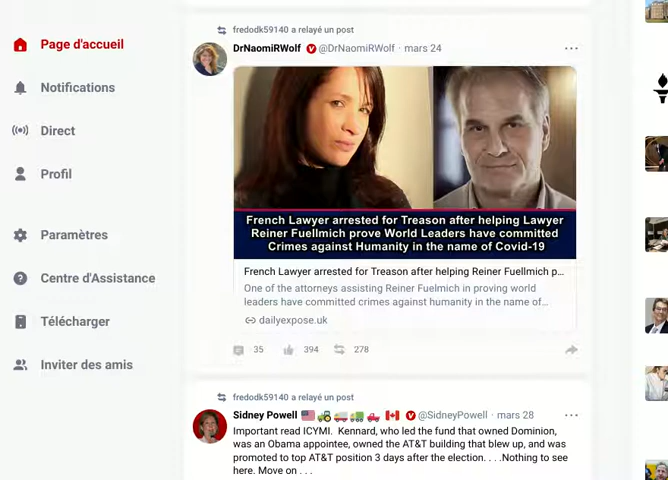 Page d'accueil
Notifications
Direct
Profil
Paramètres
Centre d'Assistance
Télécharger
Inviter des amis
fredodk59140 a relayé un post
DrNaomiRWolf @DrNaomiRWolf · mars 24
French Lawyer arrested for Treason after helping Lawyer
Reiner Fuellmich prove World Leaders have committed
Crimes against Humanity in the name of Covid-19
French Lawyer arrested for Treason after helping Reiner Fuellmich p...
One of the attorneys assisting Reiner Fuelmich in proving world
leaders have committed crimes against humanity in the name of...
dailyexpose.uk
35 394 278
fredodk59140 a relayé un post
Sidney Powell 🇺🇸 🚜 🚛 🚛 🛻 🇨🇦 @SidneyPowell · mars 28
Important read ICYMI. Kennard, who led the fund that owned Dominion,
was an Obama appointee, owned the AT&T building that blew up, and was
promoted to top AT&T position 3 days after the election. . . .Nothing to see
here. Move on . . .